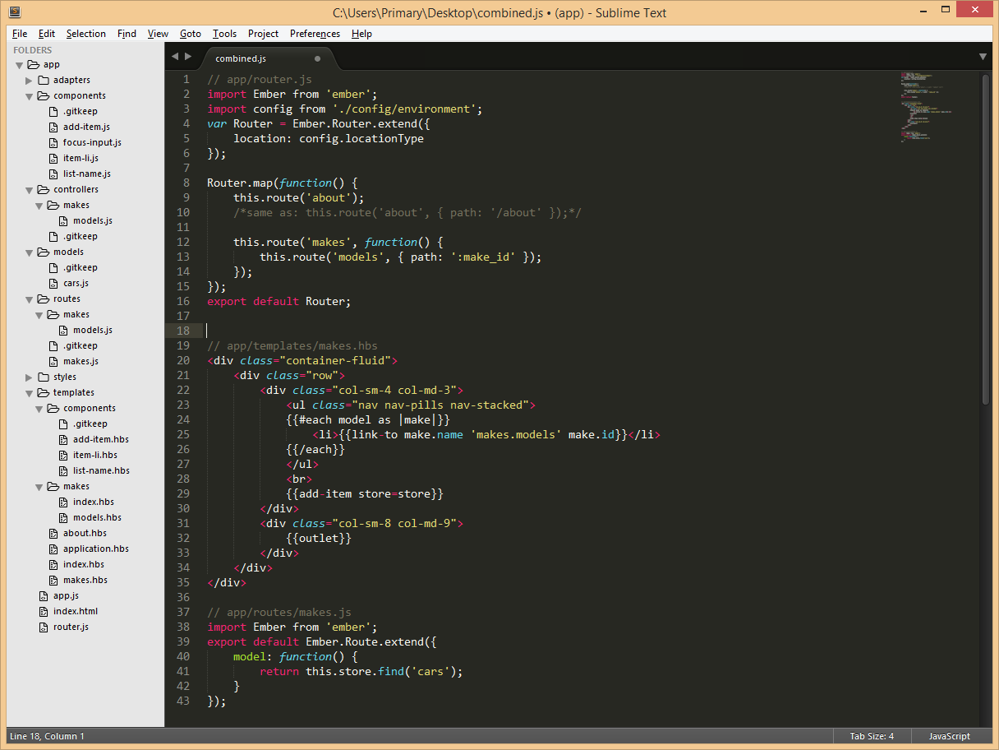 C:\Users\Primary\Desktop\combined.js • (app) - Sublime Text
File Edit Selection Find View Goto Tools Project Preferences Help
FOLDERS
app
adapters
components
.gitkeep
add-item.js
focus-input.js
item-li.js
list-name.js
controllers
makes
models.js
.gitkeep
models
.gitkeep
cars.js
routes
makes
models.js
.gitkeep
makes.js
styles
templates
components
.gitkeep
add-item.hbs
item-li.hbs
list-name.hbs
makes
index.hbs
models.hbs
about.hbs
application.hbs
index.hbs
makes.hbs
app.js
index.html
router.js
combined.js
1 // app/router.js
2 import Ember from 'ember';
3 import config from './config/environment';
4 var Router = Ember.Router.extend({
5     location: config.locationType
6 });
7
8 Router.map(function() {
9     this.route('about');
10     /*same as: this.route('about', { path: '/about' });*/
11
12     this.route('makes', function() {
13         this.route('models', { path: ':make_id' });
14     });
15 });
16 export default Router;
17
18
19 // app/templates/makes.hbs
20 <div class="container-fluid">
21     <div class="row">
22         <div class="col-sm-4 col-md-3">
23             <ul class="nav nav-pills nav-stacked">
24             {{#each model as |make|}}
25                 <li>{{link-to make.name 'makes.models' make.id}}</li>
26             {{/each}}
27             </ul>
28             <br>
29             {{add-item store=store}}
30         </div>
31         <div class="col-sm-8 col-md-9">
32             {{outlet}}
33         </div>
34     </div>
35 </div>
36
37 // app/routes/makes.js
38 import Ember from 'ember';
39 export default Ember.Route.extend({
40     model: function() {
41         return this.store.find('cars');
42     }
43 });
Line 18, Column 1 Tab Size: 4 JavaScript